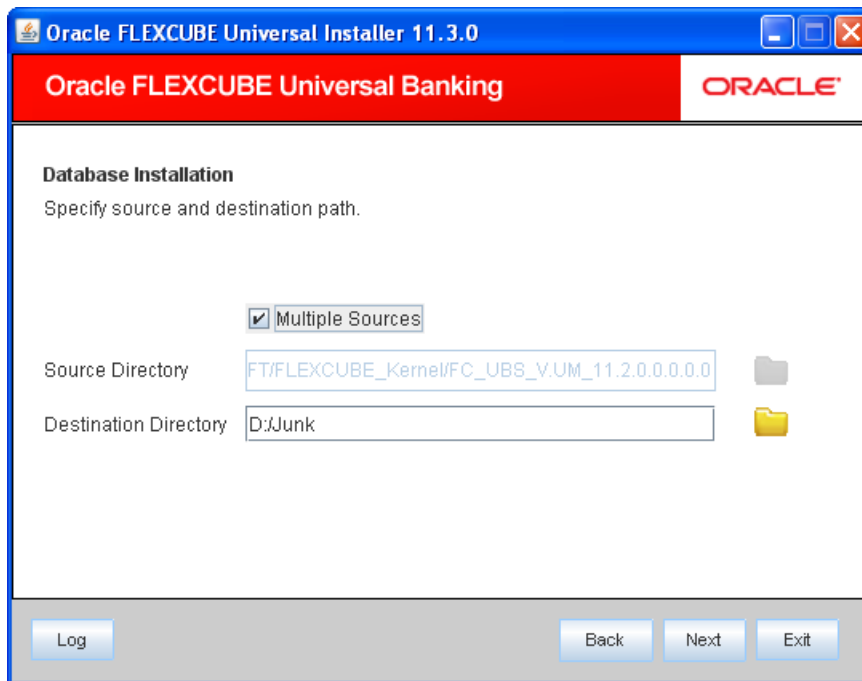 Oracle FLEXCUBE Universal Installer 11.3.0
Oracle FLEXCUBE Universal Banking
ORACLE
Database Installation
Specify source and destination path.
Multiple Sources
Source Directory FT/FLEXCUBE_Kernel/FC_UBS_V.UM_11.2.0.0.0.0.0
Destination Directory D:/Junk
Log Back Next Exit